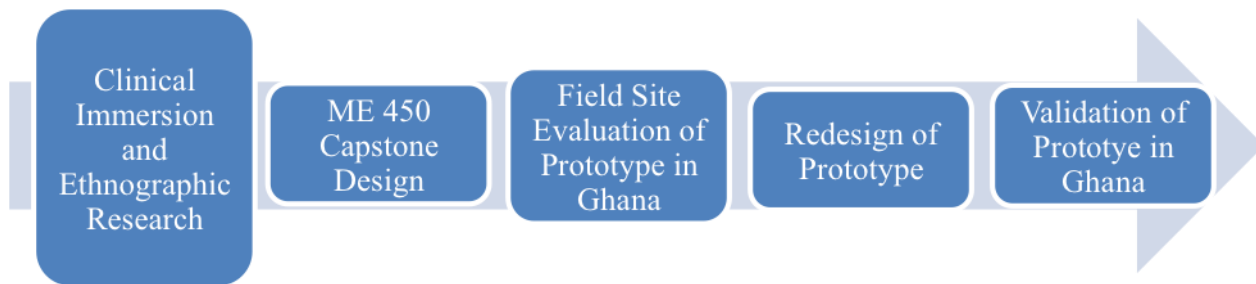 Clinical
Immersion
and
Ethnographic
Research
ME 450
Capstone
Design
Field Site
Evaluation of
Prototype in
Ghana
Redesign of
Prototype
Validation of
Prototye in
Ghana